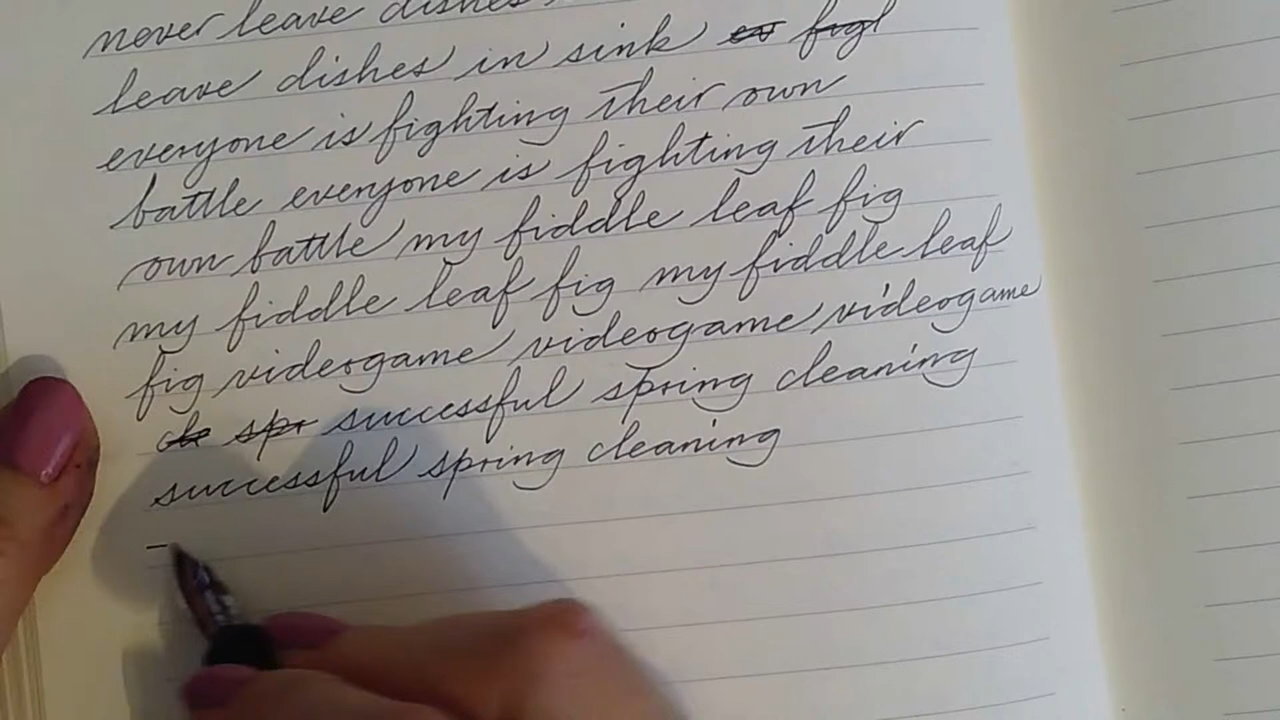 never leave dishes
leave dishes in sink
everyone is fighting their own
battle everyone is fighting their
own battle my fiddle leaf fig
my fiddle leaf fig my fiddle leaf
fig videogame videogame videogame
cle spr successful spring cleaning
successful spring cleaning